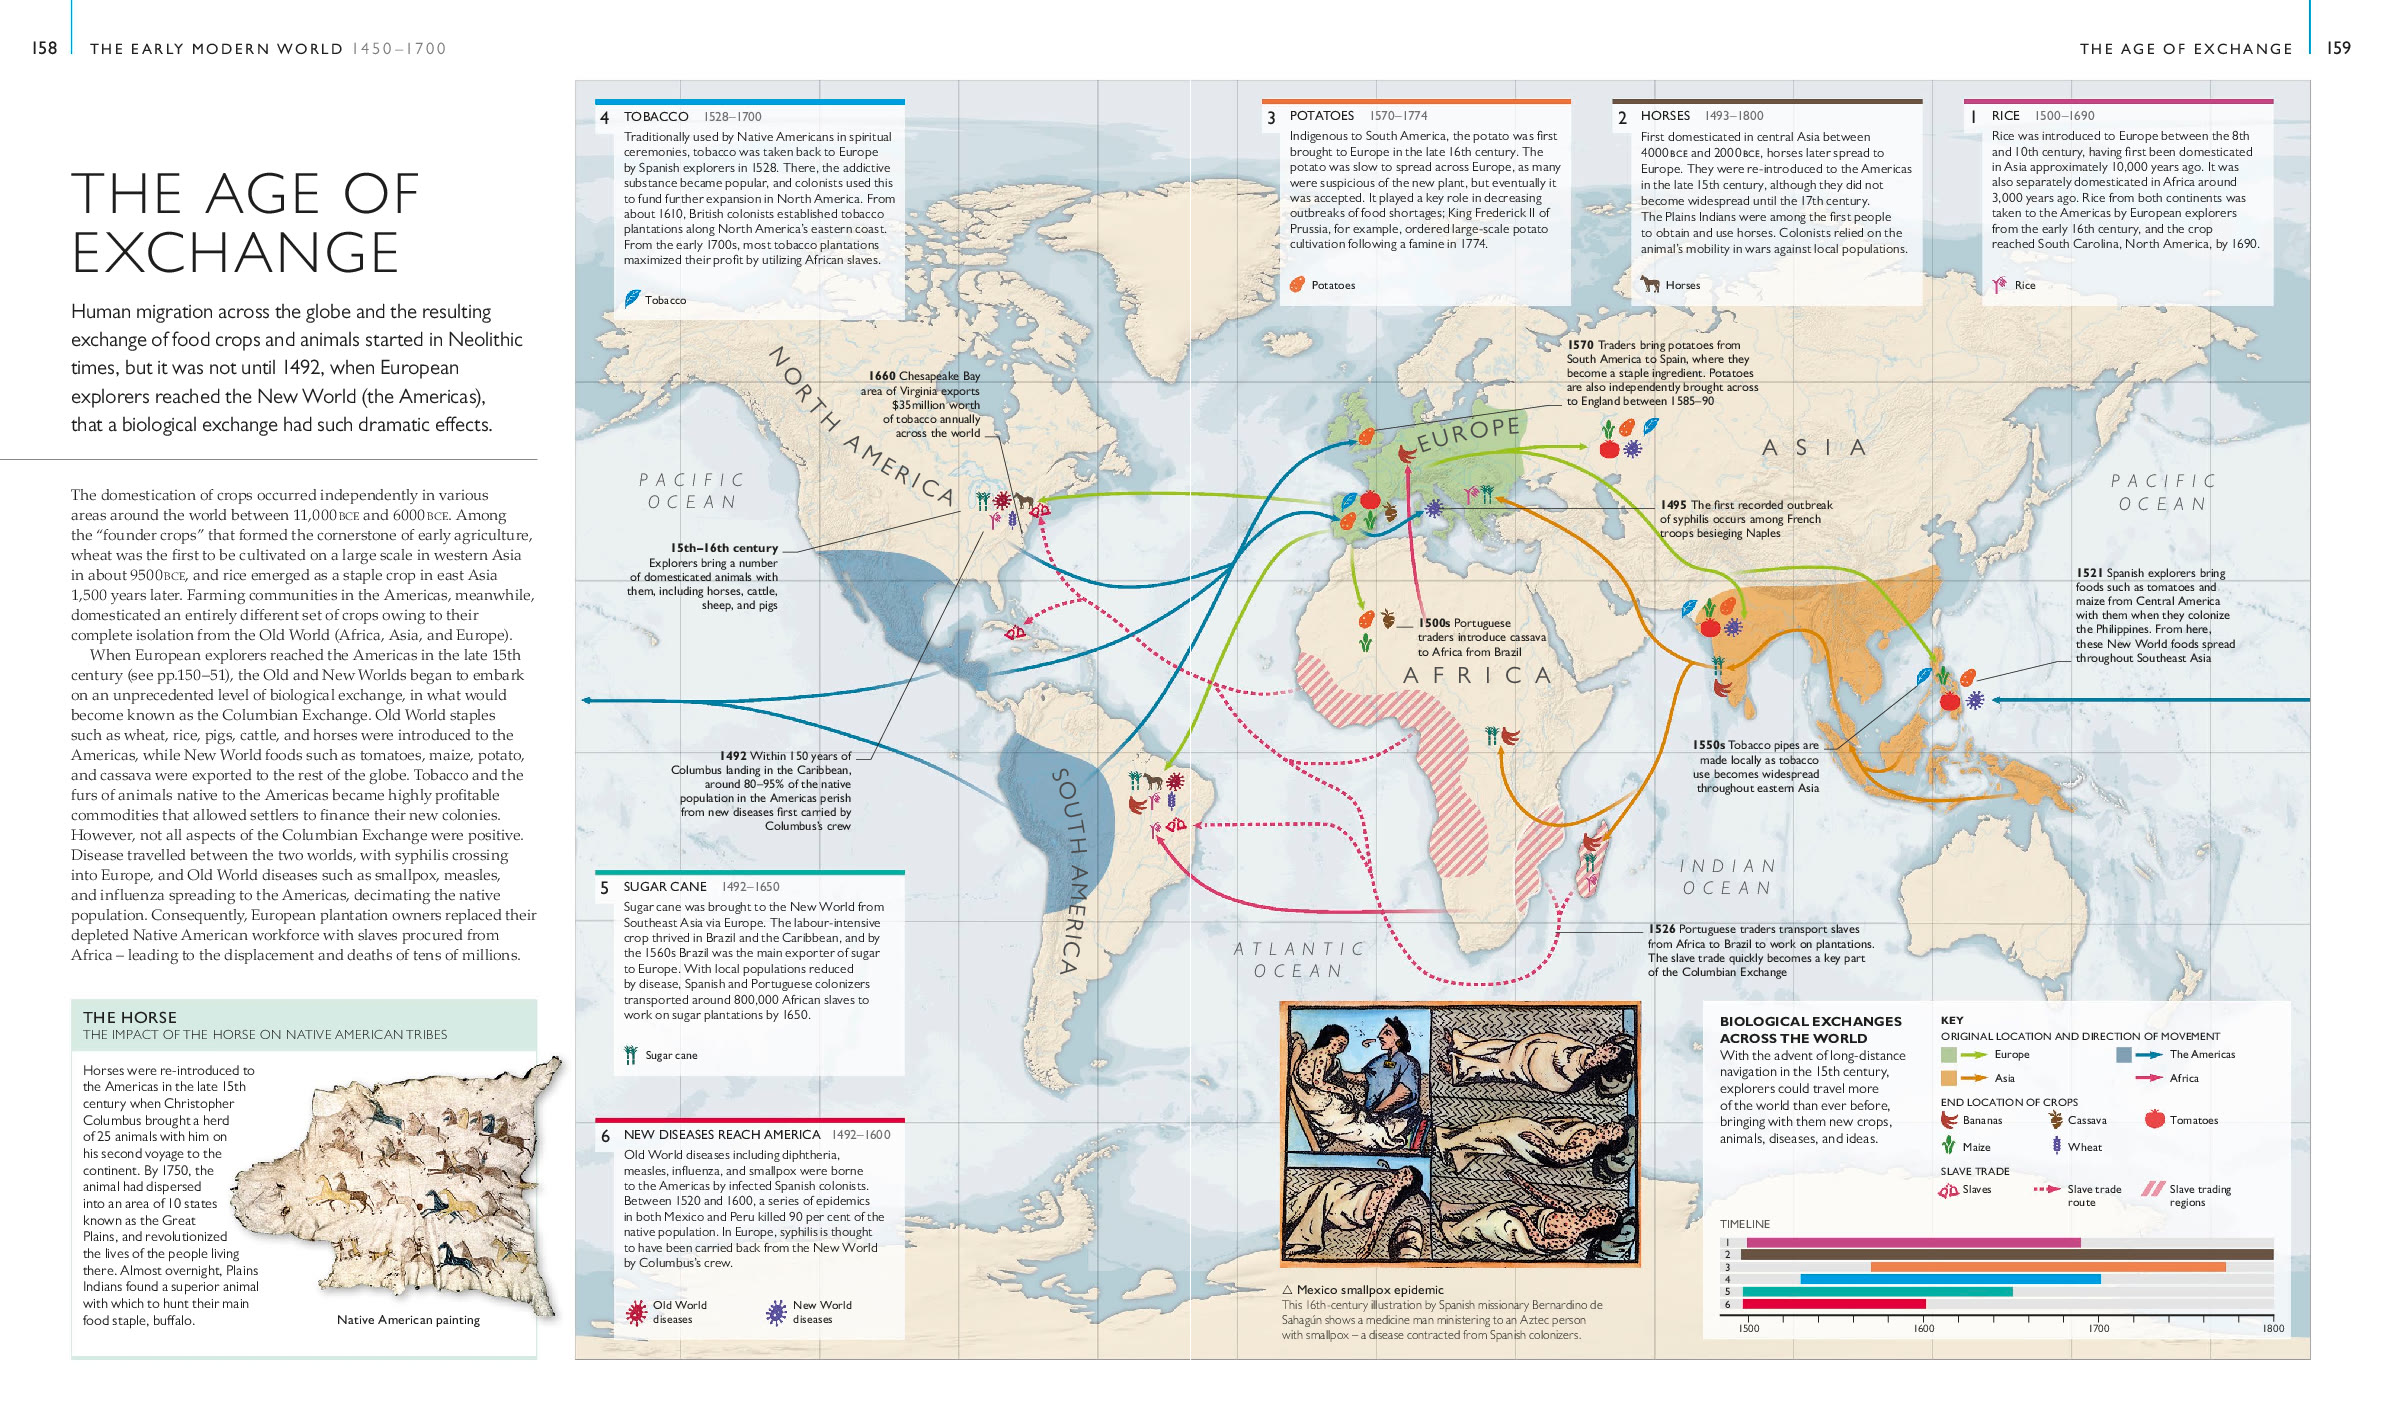 158
THE EARLY MODERN WORLD 1450–1700
THE AGE OF EXCHANGE
159
THE AGE OF
EXCHANGE
Human migration across the globe and the resulting
exchange of food crops and animals started in Neolithic
times, but it was not until 1492, when European
explorers reached the New World (the Americas),
that a biological exchange had such dramatic effects.
The domestication of crops occurred independently in various
areas around the world between 11,000BCE and 6000BCE. Among
the “founder crops” that formed the cornerstone of early agriculture,
wheat was the first to be cultivated on a large scale in western Asia
in about 9500BCE, and rice emerged as a staple crop in east Asia
1,500 years later. Farming communities in the Americas, meanwhile,
domesticated an entirely different set of crops owing to their
complete isolation from the Old World (Africa, Asia, and Europe).
When European explorers reached the Americas in the late 15th
century (see pp.150–51), the Old and New Worlds began to embark
on an unprecedented level of biological exchange, in what would
become known as the Columbian Exchange. Old World staples
such as wheat, rice, pigs, cattle, and horses were introduced to the
Americas, while New World foods such as tomatoes, maize, potato,
and cassava were exported to the rest of the globe. Tobacco and the
furs of animals native to the Americas became highly profitable
commodities that allowed settlers to finance their new colonies.
However, not all aspects of the Columbian Exchange were positive.
Disease travelled between the two worlds, with syphilis crossing
into Europe, and Old World diseases such as smallpox, measles,
and influenza spreading to the Americas, decimating the native
population. Consequently, European plantation owners replaced their
depleted Native American workforce with slaves procured from
Africa – leading to the displacement and deaths of tens of millions.
THE HORSE
THE IMPACT OF THE HORSE ON NATIVE AMERICAN TRIBES
Horses were re-introduced to
the Americas in the late 15th
century when Christopher
Columbus brought a herd
of 25 animals with him on
his second voyage to the
continent. By 1750, the
animal had dispersed
into an area of 10 states
known as the Great
Plains, and revolutionized
the lives of the people living
there. Almost overnight, Plains
Indians found a superior animal
with which to hunt their main
food staple, buffalo.
Native American painting
4 TOBACCO 1528–1700
Traditionally used by Native Americans in spiritual
ceremonies, tobacco was taken back to Europe
by Spanish explorers in 1528. There, the addictive
substance became popular, and colonists used this
to fund further expansion in North America. From
about 1610, British colonists established tobacco
plantations along North America’s eastern coast.
From the early 1700s, most tobacco plantations
maximized their profit by utilizing African slaves.
Tobacco
3 POTATOES 1570–1774
Indigenous to South America, the potato was first
brought to Europe in the late 16th century. The
potato was slow to spread across Europe, as many
were suspicious of the new plant, but eventually it
was accepted. It played a key role in decreasing
outbreaks of food shortages; King Frederick II of
Prussia, for example, ordered large-scale potato
cultivation following a famine in 1774.
Potatoes
2 HORSES 1493–1800
First domesticated in central Asia between
4000BCE and 2000BCE, horses later spread to
Europe. They were re-introduced to the Americas
in the late 15th century, although they did not
become widespread until the 17th century.
The Plains Indians were among the first people
to obtain and use horses. Colonists relied on the
animal’s mobility in wars against local populations.
Horses
1 RICE 1500–1690
Rice was introduced to Europe between the 8th
and 10th century, having first been domesticated
in Asia approximately 10,000 years ago. It was
also separately domesticated in Africa around
3,000 years ago. Rice from both continents was
taken to the Americas by European explorers
from the early 16th century, and the crop
reached South Carolina, North America, by 1690.
Rice
NORTH AMERICA
1660 Chesapeake Bay
area of Virginia exports
$35million worth
of tobacco annually
across the world
PACIFIC
OCEAN
15th–16th century
Explorers bring a number
of domesticated animals with
them, including horses, cattle,
sheep, and pigs
1492 Within 150 years of
Columbus landing in the Caribbean,
around 80–95% of the native
population in the Americas perish
from new diseases first carried by
Columbus’s crew
SOUTH AMERICA
1570 Traders bring potatoes from
South America to Spain, where they
become a staple ingredient. Potatoes
are also independently brought across
to England between 1585–90
EUROPE
ASIA
1495 The first recorded outbreak
of syphilis occurs among French
troops besieging Naples
PACIFIC
OCEAN
1521 Spanish explorers bring
foods such as tomatoes and
maize from Central America
with them when they colonize
the Philippines. From here,
these New World foods spread
throughout Southeast Asia
1500s Portuguese
traders introduce cassava
to Africa from Brazil
AFRICA
1550s Tobacco pipes are
made locally as tobacco
use becomes widespread
throughout eastern Asia
INDIAN
OCEAN
ATLANTIC
OCEAN
1526 Portuguese traders transport slaves
from Africa to Brazil to work on plantations.
The slave trade quickly becomes a key part
of the Columbian Exchange
5 SUGAR CANE 1492–1650
Sugar cane was brought to the New World from
Southeast Asia via Europe. The labour-intensive
crop thrived in Brazil and the Caribbean, and by
the 1560s Brazil was the main exporter of sugar
to Europe. With local populations reduced
by disease, Spanish and Portuguese colonizers
transported around 800,000 African slaves to
work on sugar plantations by 1650.
Sugar cane
6 NEW DISEASES REACH AMERICA 1492–1600
Old World diseases including diphtheria,
measles, influenza, and smallpox were borne
to the Americas by infected Spanish colonists.
Between 1520 and 1600, a series of epidemics
in both Mexico and Peru killed 90 per cent of the
native population. In Europe, syphilis is thought
to have been carried back from the New World
by Columbus’s crew.
Old World
diseases
New World
diseases
△ Mexico smallpox epidemic
This 16th-century illustration by Spanish missionary Bernardino de
Sahagún shows a medicine man ministering to an Aztec person
with smallpox – a disease contracted from Spanish colonizers.
BIOLOGICAL EXCHANGES
ACROSS THE WORLD
With the advent of long-distance
navigation in the 15th century,
explorers could travel more
of the world than ever before,
bringing with them new crops,
animals, diseases, and ideas.
KEY
ORIGINAL LOCATION AND DIRECTION OF MOVEMENT
Europe
The Americas
Asia
Africa
END LOCATION OF CROPS
Bananas
Cassava
Tomatoes
Maize
Wheat
SLAVE TRADE
Slaves
Slave trade
route
Slave trading
regions
TIMELINE
1
2
3
4
5
6
1500 1600 1700 1800